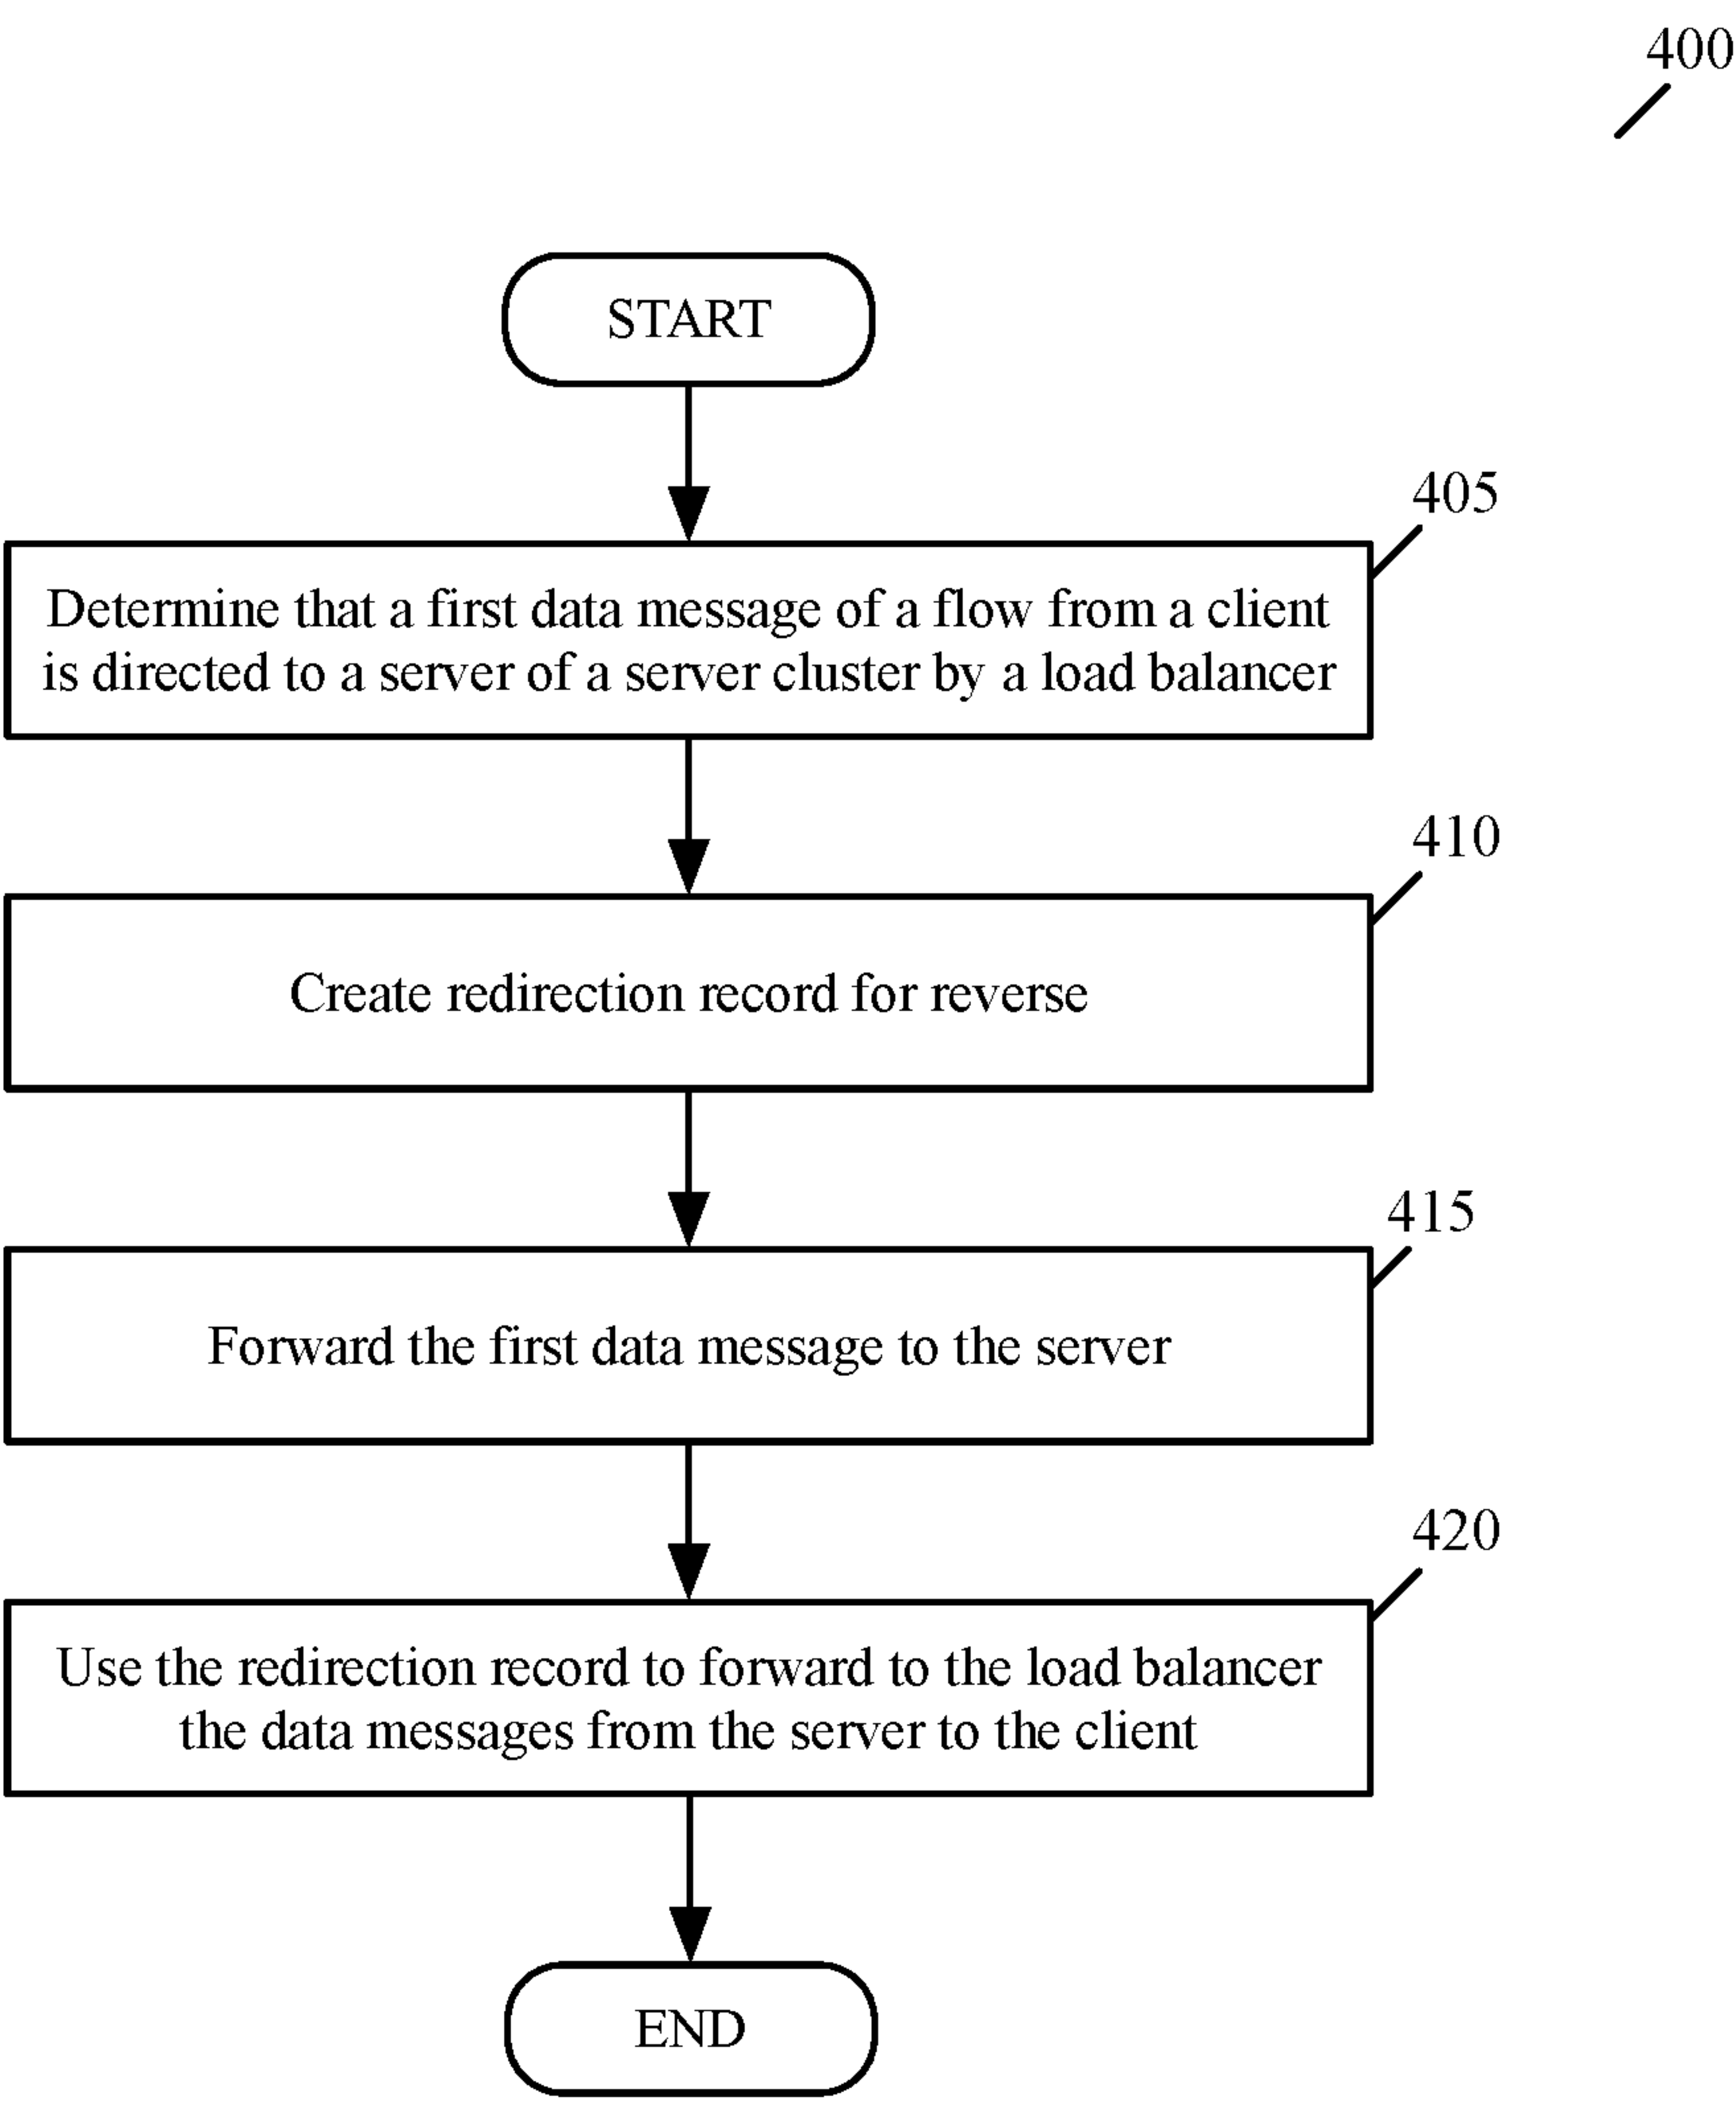 400
START
405
Determine that a first data message of a flow from a client
is directed to a server of a server cluster by a load balancer
410
Create redirection record for reverse
415
Forward the first data message to the server
420
Use the redirection record to forward to the load balancer
the data messages from the server to the client
END